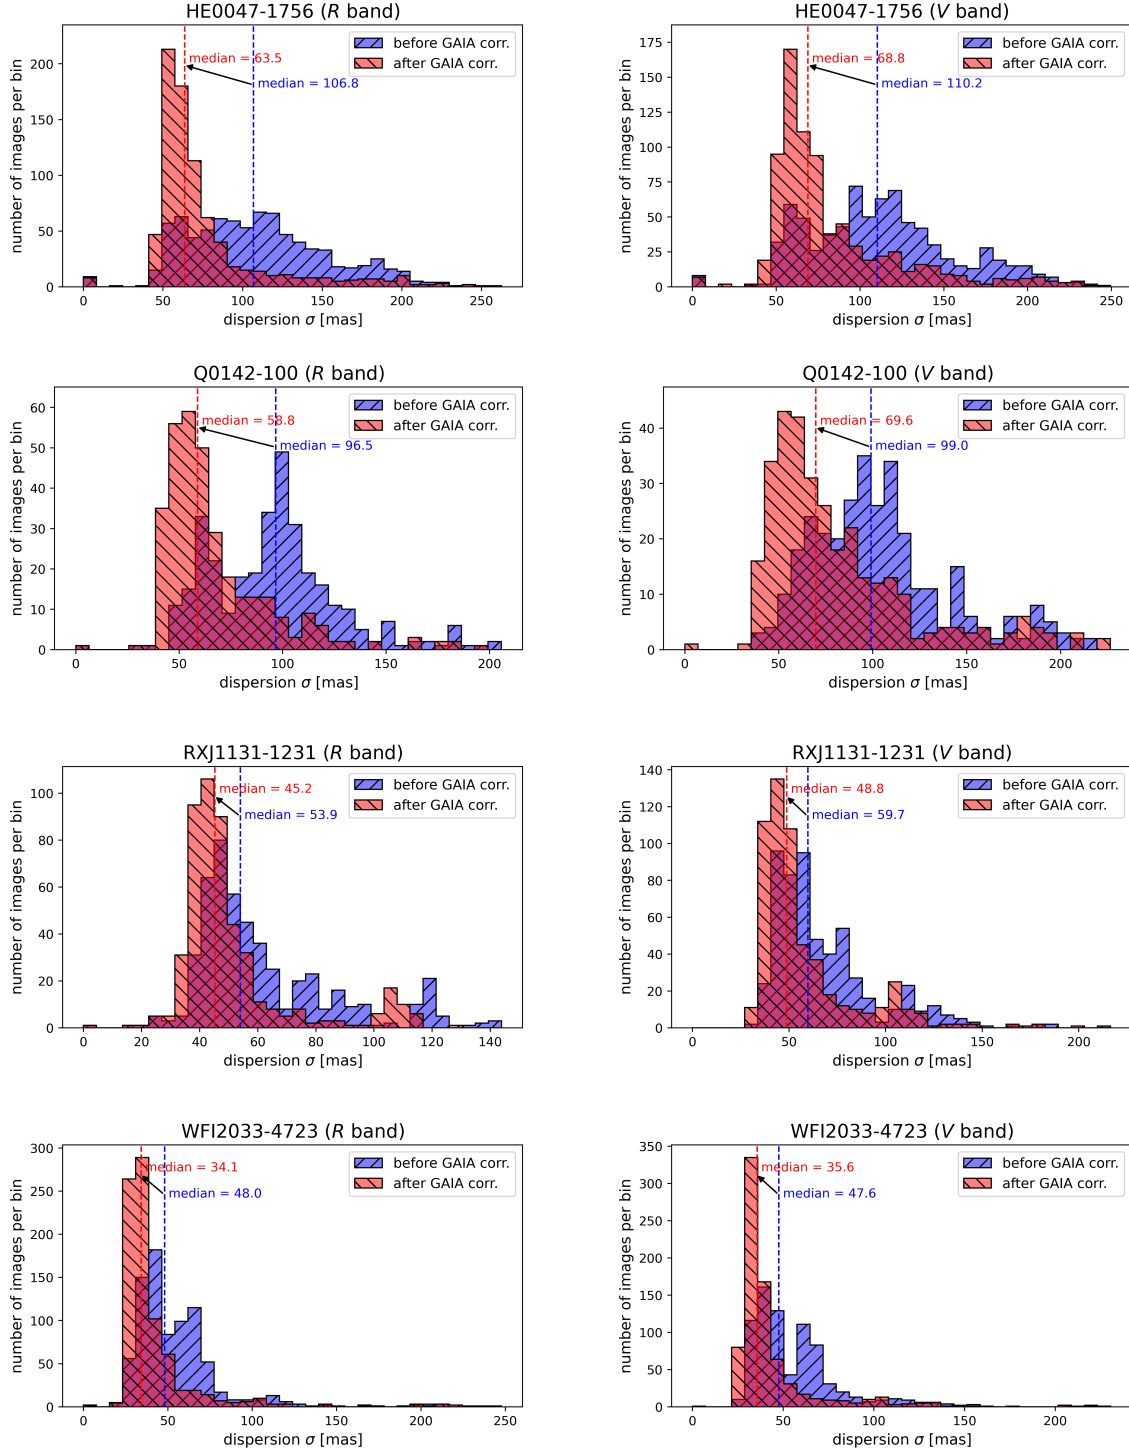 HE0047-1756 (R band)
number of images per bin
200
150
100
50
0
median = 63.5
median = 106.8
before GAIA corr.
after GAIA corr.
0 50 100 150 200 250
dispersion σ [mas]
HE0047-1756 (V band)
number of images per bin
175
150
125
100
75
50
25
0
median = 68.8
median = 110.2
before GAIA corr.
after GAIA corr.
0 50 100 150 200 250
dispersion σ [mas]
Q0142-100 (R band)
number of images per bin
60
50
40
30
20
10
0
median = 58.8
median = 96.5
before GAIA corr.
after GAIA corr.
0 50 100 150 200
dispersion σ [mas]
Q0142-100 (V band)
number of images per bin
40
30
20
10
0
median = 69.6
median = 99.0
before GAIA corr.
after GAIA corr.
0 50 100 150 200
dispersion σ [mas]
RXJ1131-1231 (R band)
number of images per bin
100
80
60
40
20
0
median = 45.2
median = 53.9
before GAIA corr.
after GAIA corr.
0 20 40 60 80 100 120 140
dispersion σ [mas]
RXJ1131-1231 (V band)
number of images per bin
140
120
100
80
60
40
20
0
median = 48.8
median = 59.7
before GAIA corr.
after GAIA corr.
0 50 100 150 200
dispersion σ [mas]
WFI2033-4723 (R band)
number of images per bin
300
250
200
150
100
50
0
median = 34.1
median = 48.0
before GAIA corr.
after GAIA corr.
0 50 100 150 200 250
dispersion σ [mas]
WFI2033-4723 (V band)
number of images per bin
350
300
250
200
150
100
50
0
median = 35.6
median = 47.6
before GAIA corr.
after GAIA corr.
0 50 100 150 200
dispersion σ [mas]